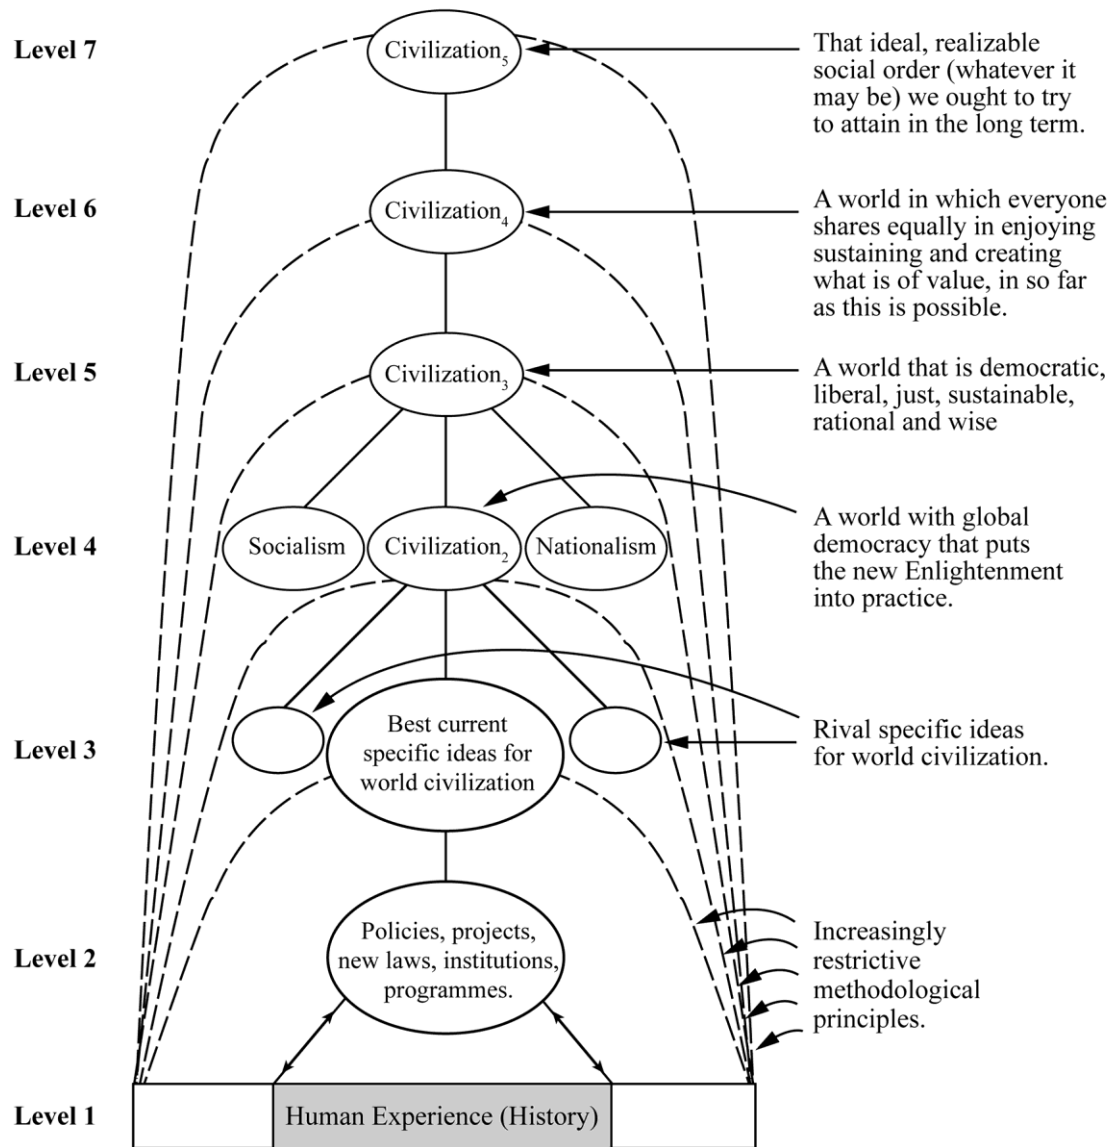 Level 7
Civilization₅
That ideal, realizable
social order (whatever it
may be) we ought to try
to attain in the long term.
Level 6
Civilization₄
A world in which everyone
shares equally in enjoying
sustaining and creating
what is of value, in so far
as this is possible.
Level 5
Civilization₃
A world that is democratic,
liberal, just, sustainable,
rational and wise
Level 4
Socialism
Civilization₂
Nationalism
A world with global
democracy that puts
the new Enlightenment
into practice.
Level 3
Best current
specific ideas for
world civilization
Rival specific ideas
for world civilization.
Level 2
Policies, projects,
new laws, institutions,
programmes.
Increasingly
restrictive
methodological
principles.
Level 1
Human Experience (History)